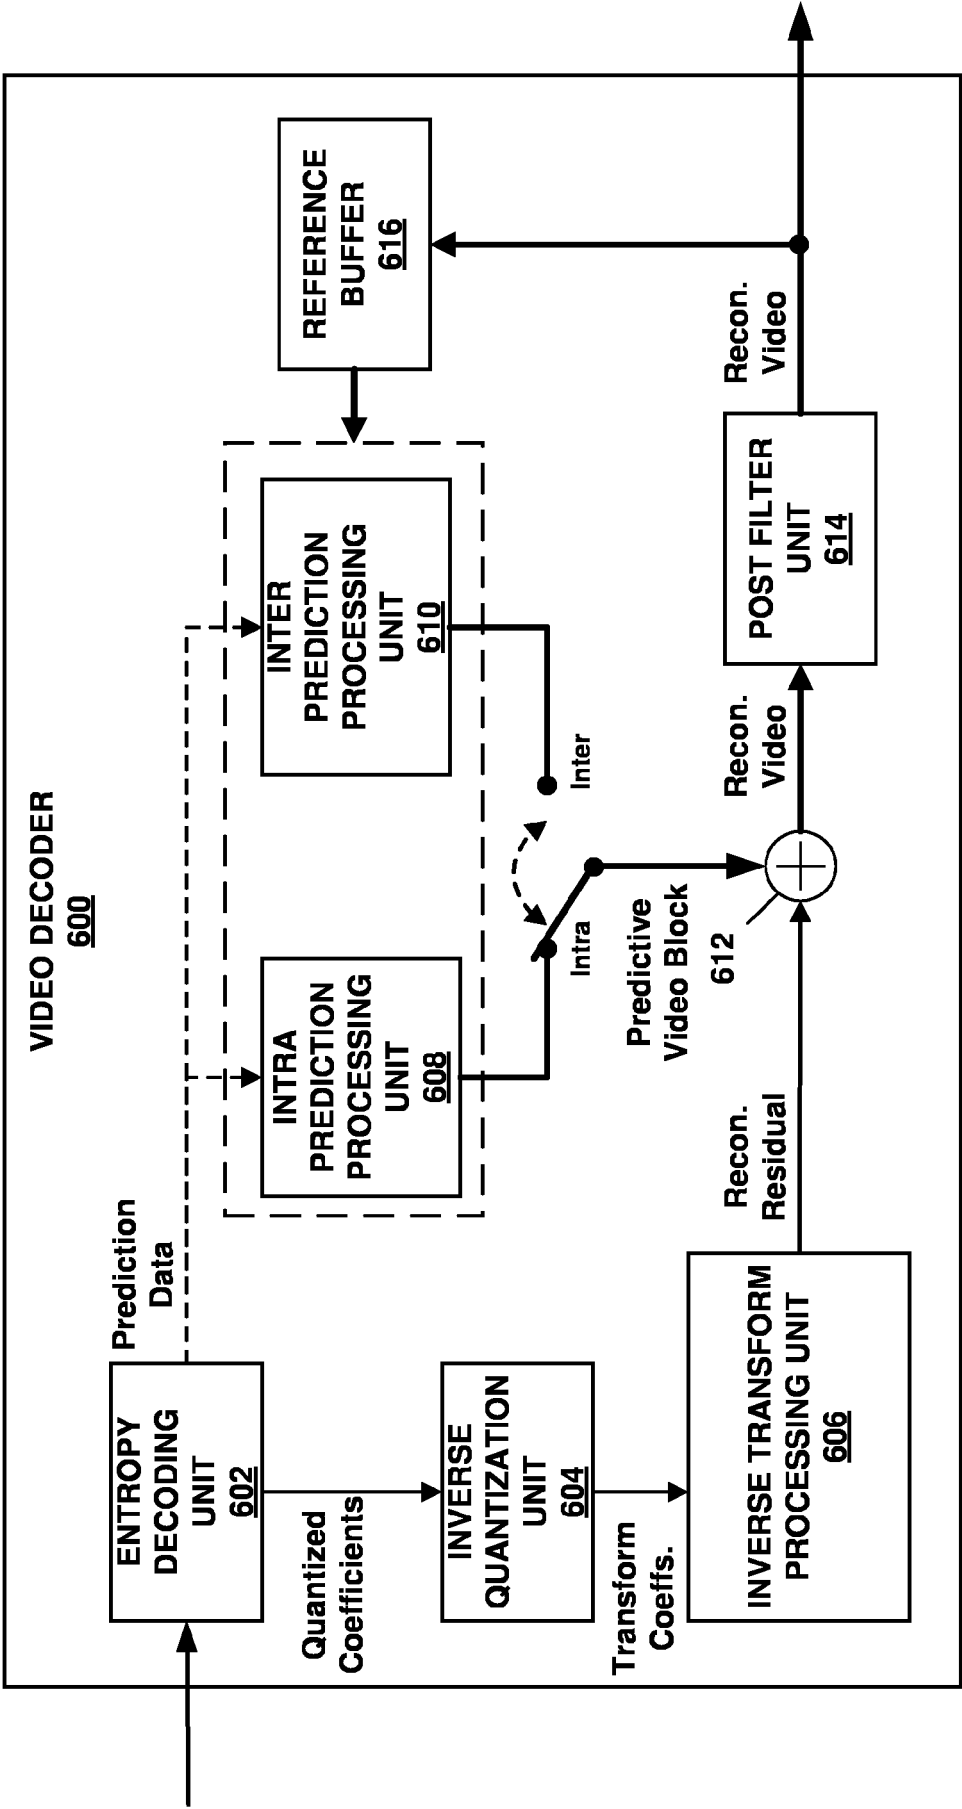 VIDEO DECODER
600
ENTROPY
DECODING
UNIT
602
Prediction
Data
Quantized
Coefficients
INVERSE
QUANTIZATION
UNIT
604
Transform
Coeffs.
INVERSE TRANSFORM
PROCESSING UNIT
606
INTRA
PREDICTION
PROCESSING
UNIT
608
INTER
PREDICTION
PROCESSING
UNIT
610
REFERENCE
BUFFER
616
Intra
Inter
Predictive
Video Block
612
Recon.
Residual
Recon.
Video
POST FILTER
UNIT
614
Recon.
Video